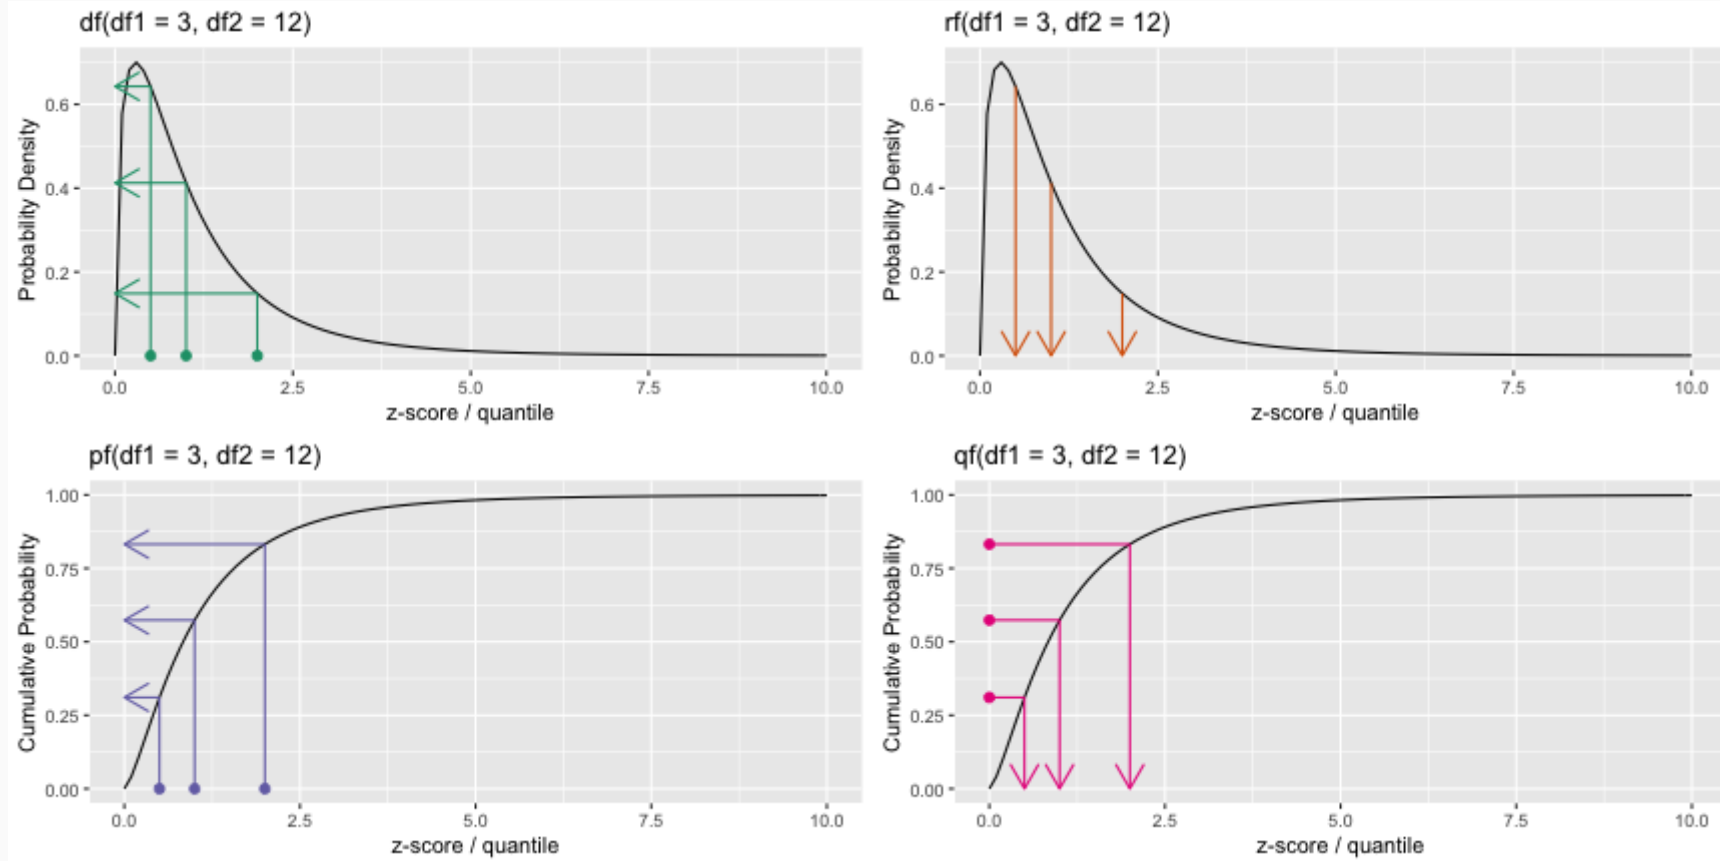 df(df1 = 3, df2 = 12)
Probability Density
0.6
0.4
0.2
0.0
0.0 2.5 5.0 7.5 10.0
z-score / quantile
rf(df1 = 3, df2 = 12)
Probability Density
0.6
0.4
0.2
0.0
0.0 2.5 5.0 7.5 10.0
z-score / quantile
pf(df1 = 3, df2 = 12)
Cumulative Probability
1.00
0.75
0.50
0.25
0.00
0.0 2.5 5.0 7.5 10.0
z-score / quantile
qf(df1 = 3, df2 = 12)
Cumulative Probability
1.00
0.75
0.50
0.25
0.00
0.0 2.5 5.0 7.5 10.0
z-score / quantile